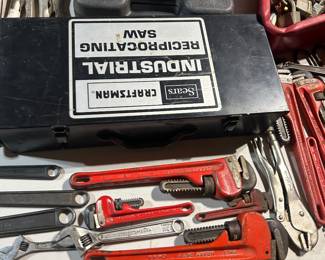 Sears
CRAFTSMAN
INDUSTRIAL
RECIPROCATING
SAW